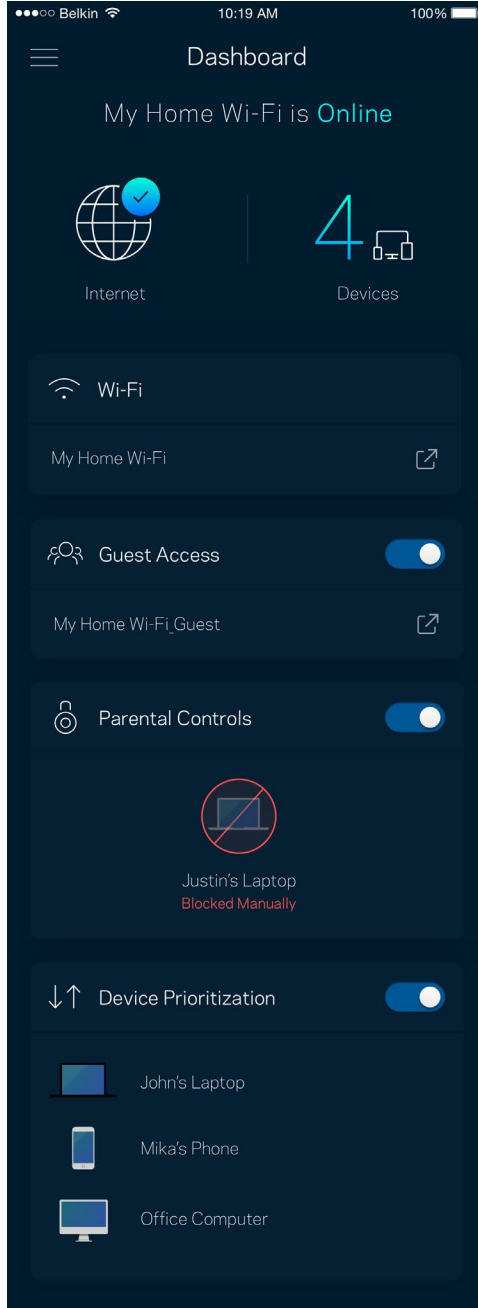 Belkin 10:19 AM 100%
Dashboard
My Home Wi-Fi is Online
4
Internet Devices
Wi-Fi
My Home Wi-Fi
Guest Access
My Home Wi-Fi_Guest
Parental Controls
Justin's Laptop
Blocked Manually
Device Prioritization
John's Laptop
Mika's Phone
Office Computer